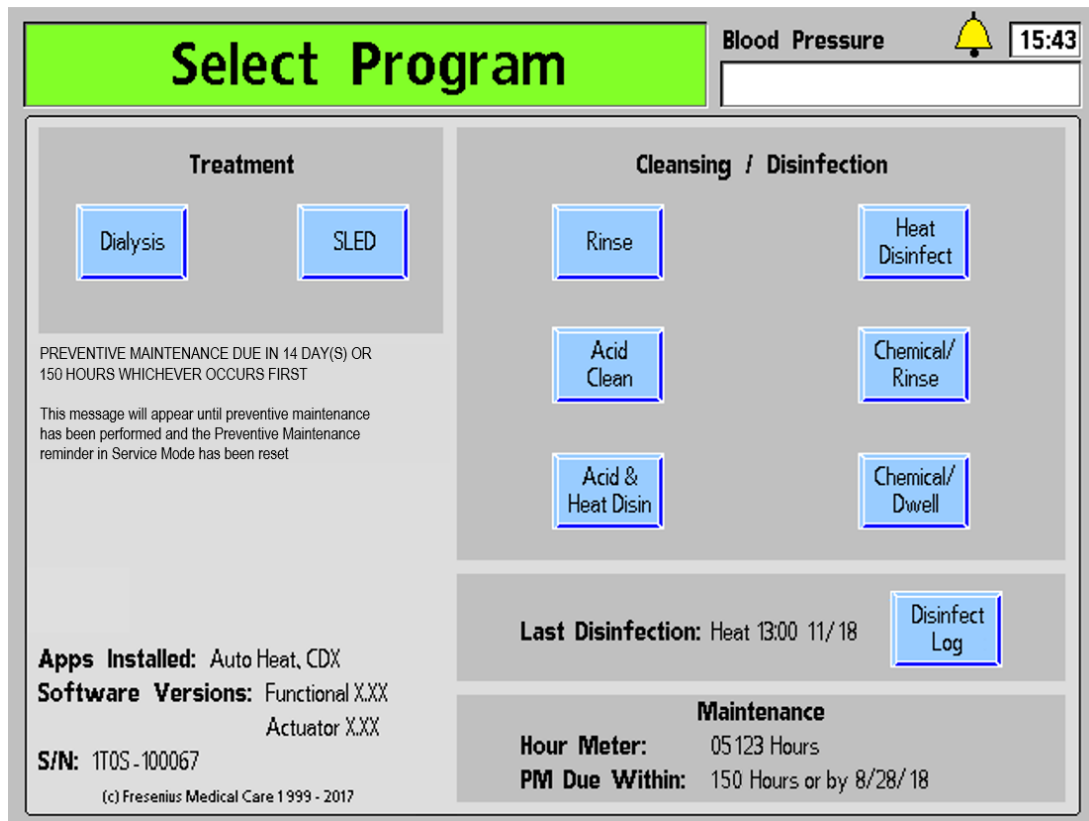 Select Program
Blood Pressure
15:43
Treatment
Dialysis
SLED
PREVENTIVE MAINTENANCE DUE IN 14 DAY(S) OR
150 HOURS WHICHEVER OCCURS FIRST
This message will appear until preventive maintenance
has been performed and the Preventive Maintenance
reminder in Service Mode has been reset
Apps Installed: Auto Heat, CDX
Software Versions: Functional X.XX
Actuator X.XX
S/N: 1T0S-100067
(c) Fresenius Medical Care 1999 - 2017
Cleansing / Disinfection
Rinse
Heat
Disinfect
Acid
Clean
Chemical/
Rinse
Acid &
Heat Disin
Chemical/
Dwell
Last Disinfection: Heat 13:00 11/18
Disinfect
Log
Maintenance
Hour Meter: 05123 Hours
PM Due Within: 150 Hours or by 8/28/18